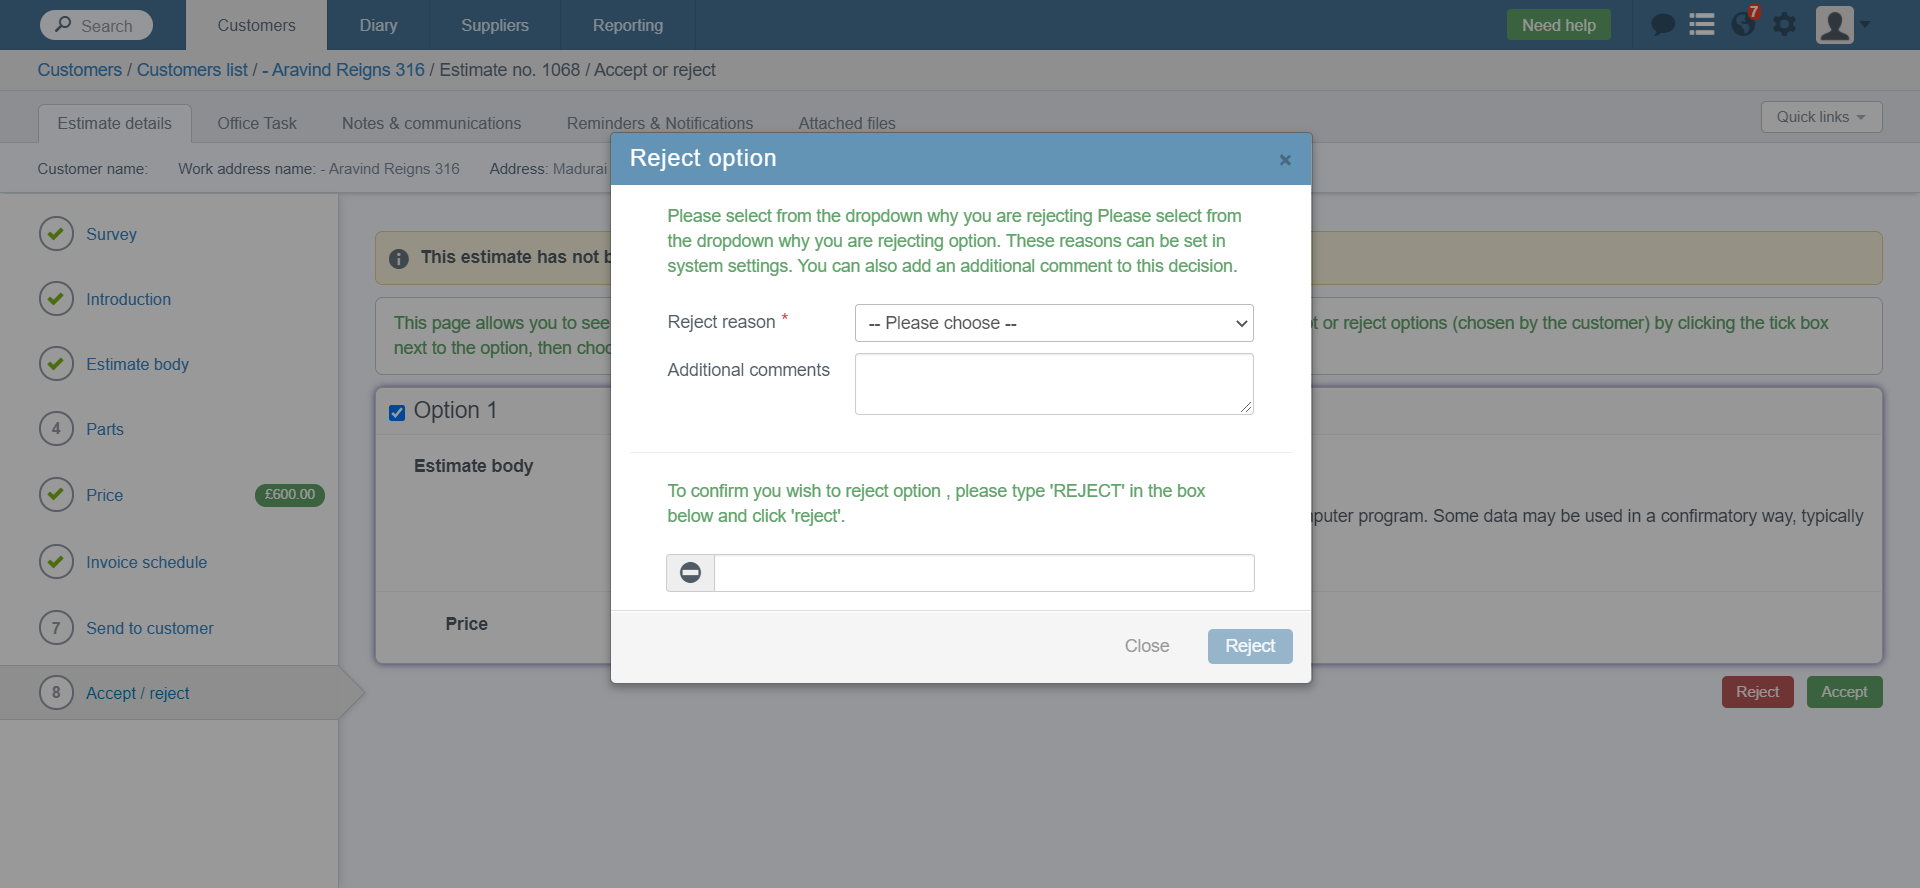 Search
Customers
Diary
Suppliers
Reporting
Need help
7
Customers / Customers list / - Aravind Reigns 316 / Estimate no. 1068 / Accept or reject
Estimate details
Office Task
Notes & communications
Reminders & Notifications
Attached files
Quick links
Customer name:
Work address name: - Aravind Reigns 316
Address: Madurai
Survey
Introduction
Estimate body
4 Parts
Price £600.00
Invoice schedule
7 Send to customer
8 Accept / reject
This estimate has not
This page allows you to see
t or reject options (chosen by the customer) by clicking the tick box
next to the option, then
Option 1
Estimate body
puter program. Some data may be used in a confirmatory way, typically
Price
Reject
Accept
Reject option
×
Please select from the dropdown why you are rejecting Please select from
the dropdown why you are rejecting option. These reasons can be set in
system settings. You can also add an additional comment to this decision.
Reject reason *
-- Please choose --
Additional comments
To confirm you wish to reject option , please type 'REJECT' in the box
below and click 'reject'.
Close
Reject